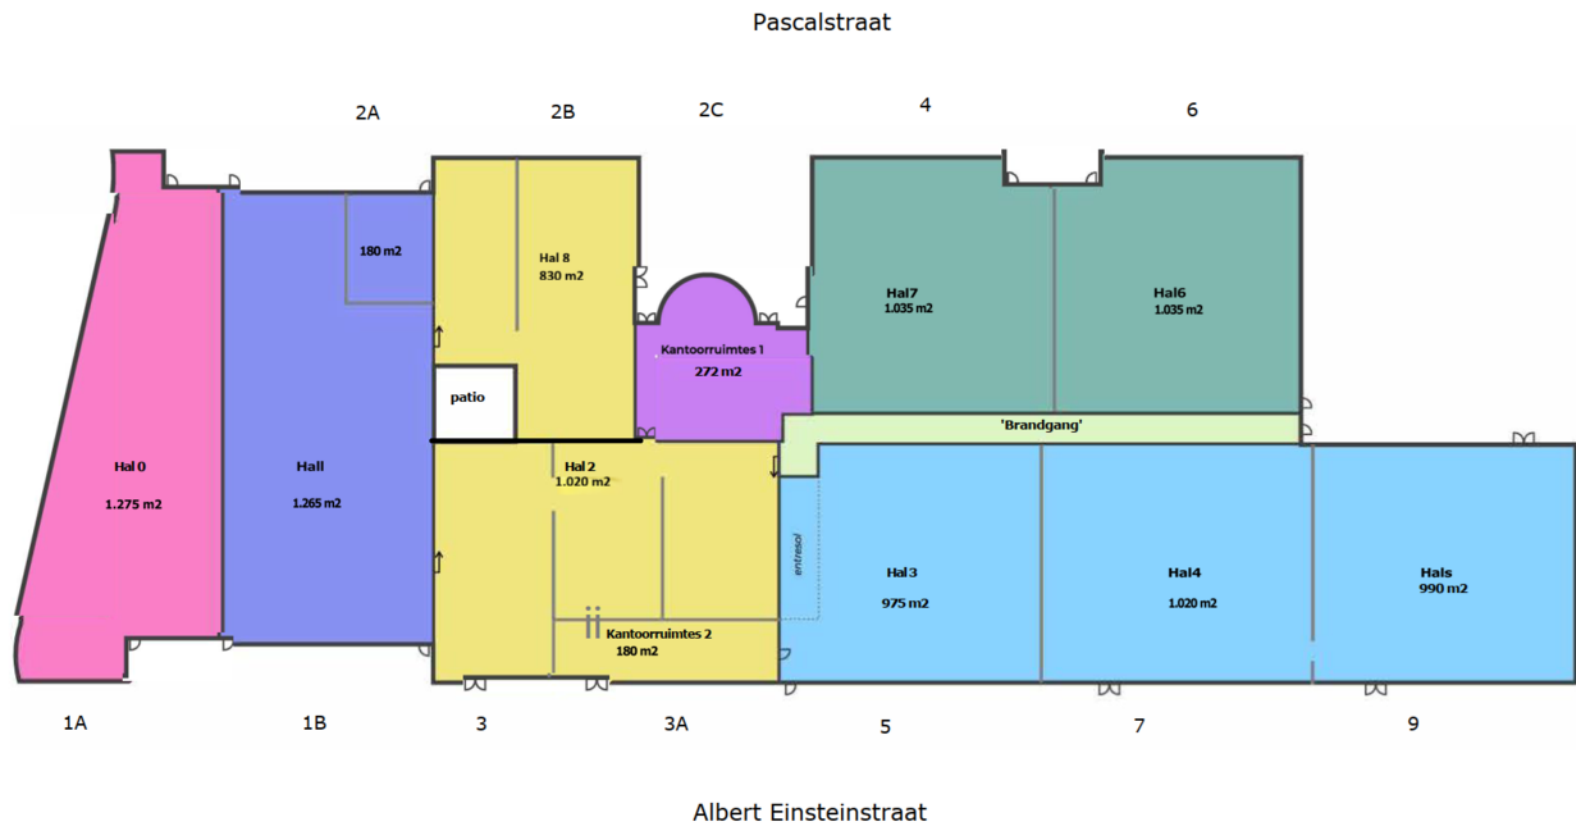 Pascalstraat
2A
2B
2C
4
6
180 m2
Hal 8
830 m2
Hal7
1.035 m2
Hal6
1.035 m2
Kantoorruimtes 1
272 m2
patio
'Brandgang'
Hal 0
1.275 m2
Hall
1.265 m2
Hal 2
1.020 m2
entresol
Hal 3
975 m2
Hal4
1.020 m2
Hals
990 m2
Kantoorruimtes 2
180 m2
1A
1B
3
3A
5
7
9
Albert Einsteinstraat